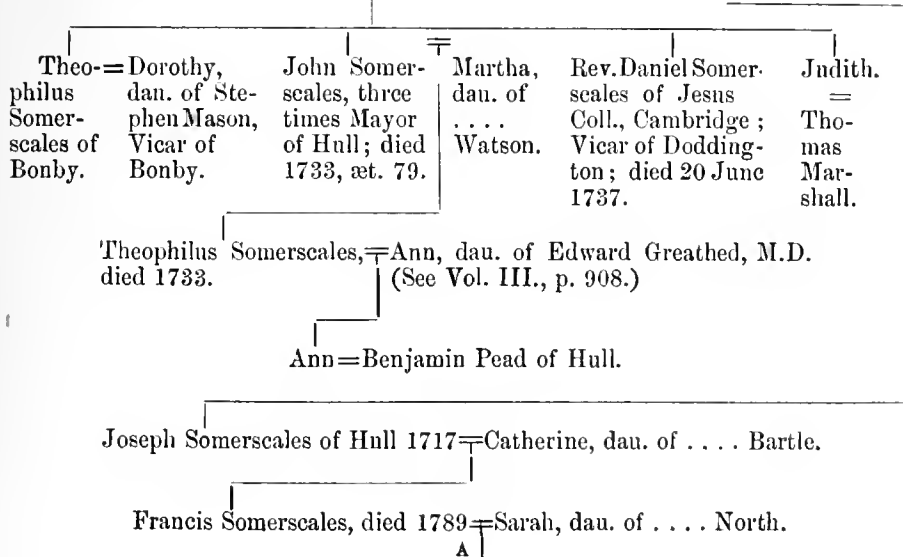 Theo-=Dorothy,
philus dan. of Ste-
Somer- phen Mason,
scales of Vicar of
Bonby. Bonby.
John Somer-
scales, three
times Mayor
of Hull; died
1733, æt. 79.
Martha,
dau. of
. . . .
Watson.
Rev. Daniel Somer-
scales of Jesus
Coll., Cambridge;
Vicar of Dodding-
ton; died 20 June
1737.
Judith.
=
Tho-
mas
Mar-
shall.
Theophilus Somerscales,=Ann, dau. of Edward Greathed, M.D.
died 1733. (See Vol. III., p. 908.)
Ann=Benjamin Pead of Hull.
Joseph Somerscales of Hull 1717=Catherine, dau. of . . . . Bartle.
Francis Somerscales, died 1789=Sarah, dau. of . . . . North.
A